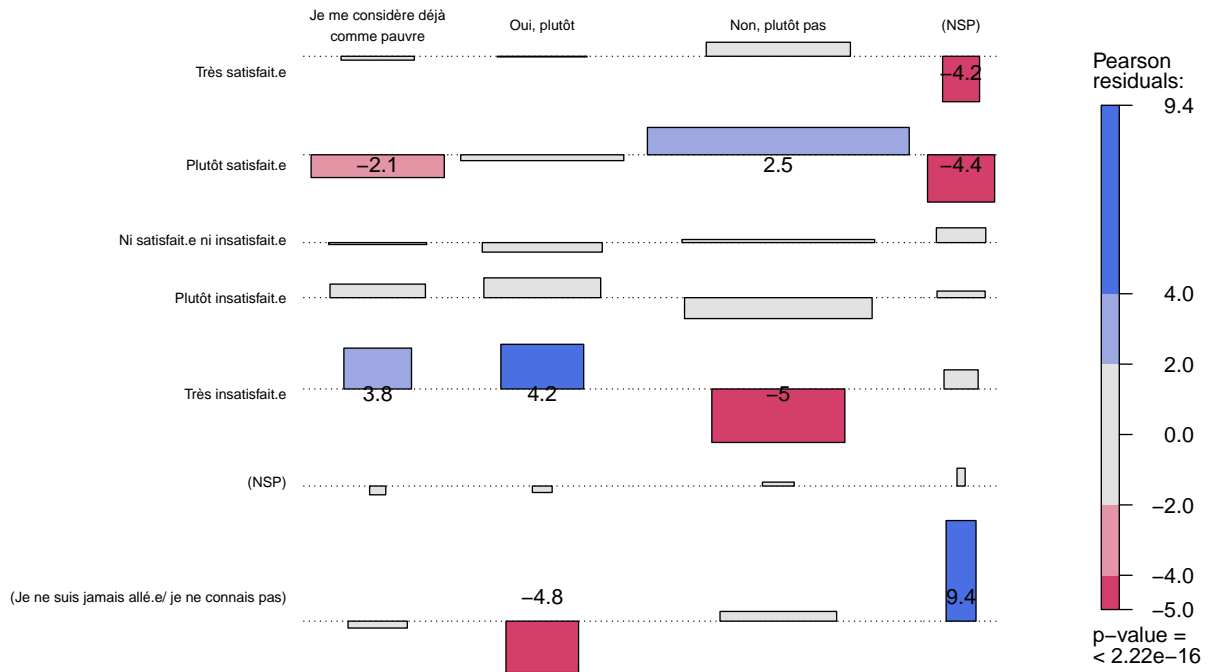 Je me considère déjà
comme pauvre
Oui, plutôt
Non, plutôt pas
(NSP)
Très satisfait.e
−4.2
Plutôt satisfait.e
−2.1
2.5
−4.4
Ni satisfait.e ni insatisfait.e
Plutôt insatisfait.e
Très insatisfait.e
3.8
4.2
−5
(NSP)
(Je ne suis jamais allé.e/ je ne connais pas)
−4.8
9.4
Pearson
residuals:
9.4
4.0
2.0
0.0
−2.0
−4.0
−5.0
p−value =
< 2.22e−16